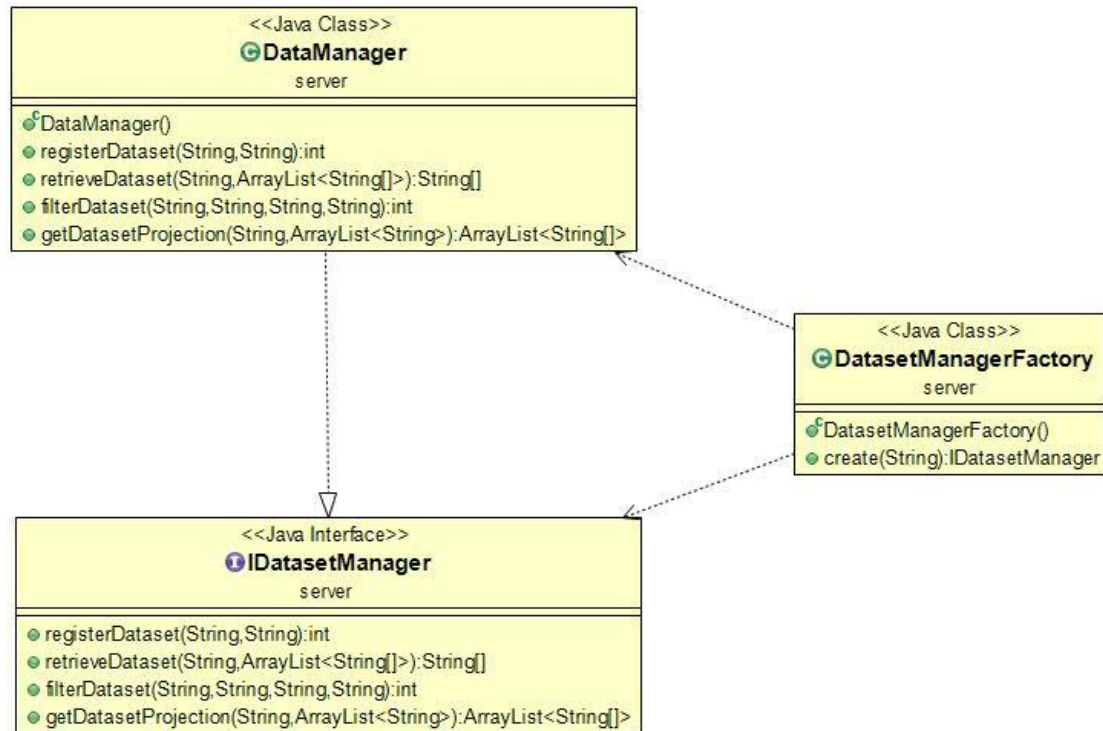 <<Java Class>>
DataManager
server
DataManager()
registerDataset(String,String):int
retrieveDataset(String,ArrayList<String[]>):String[]
filterDataset(String,String,String,String):int
getDatasetProjection(String,ArrayList<String>):ArrayList<String[]>
<<Java Class>>
DatasetManagerFactory
server
DatasetManagerFactory()
create(String):IDatasetManager
<<Java Interface>>
IDatasetManager
server
registerDataset(String,String):int
retrieveDataset(String,ArrayList<String[]>):String[]
filterDataset(String,String,String,String):int
getDatasetProjection(String,ArrayList<String>):ArrayList<String[]>